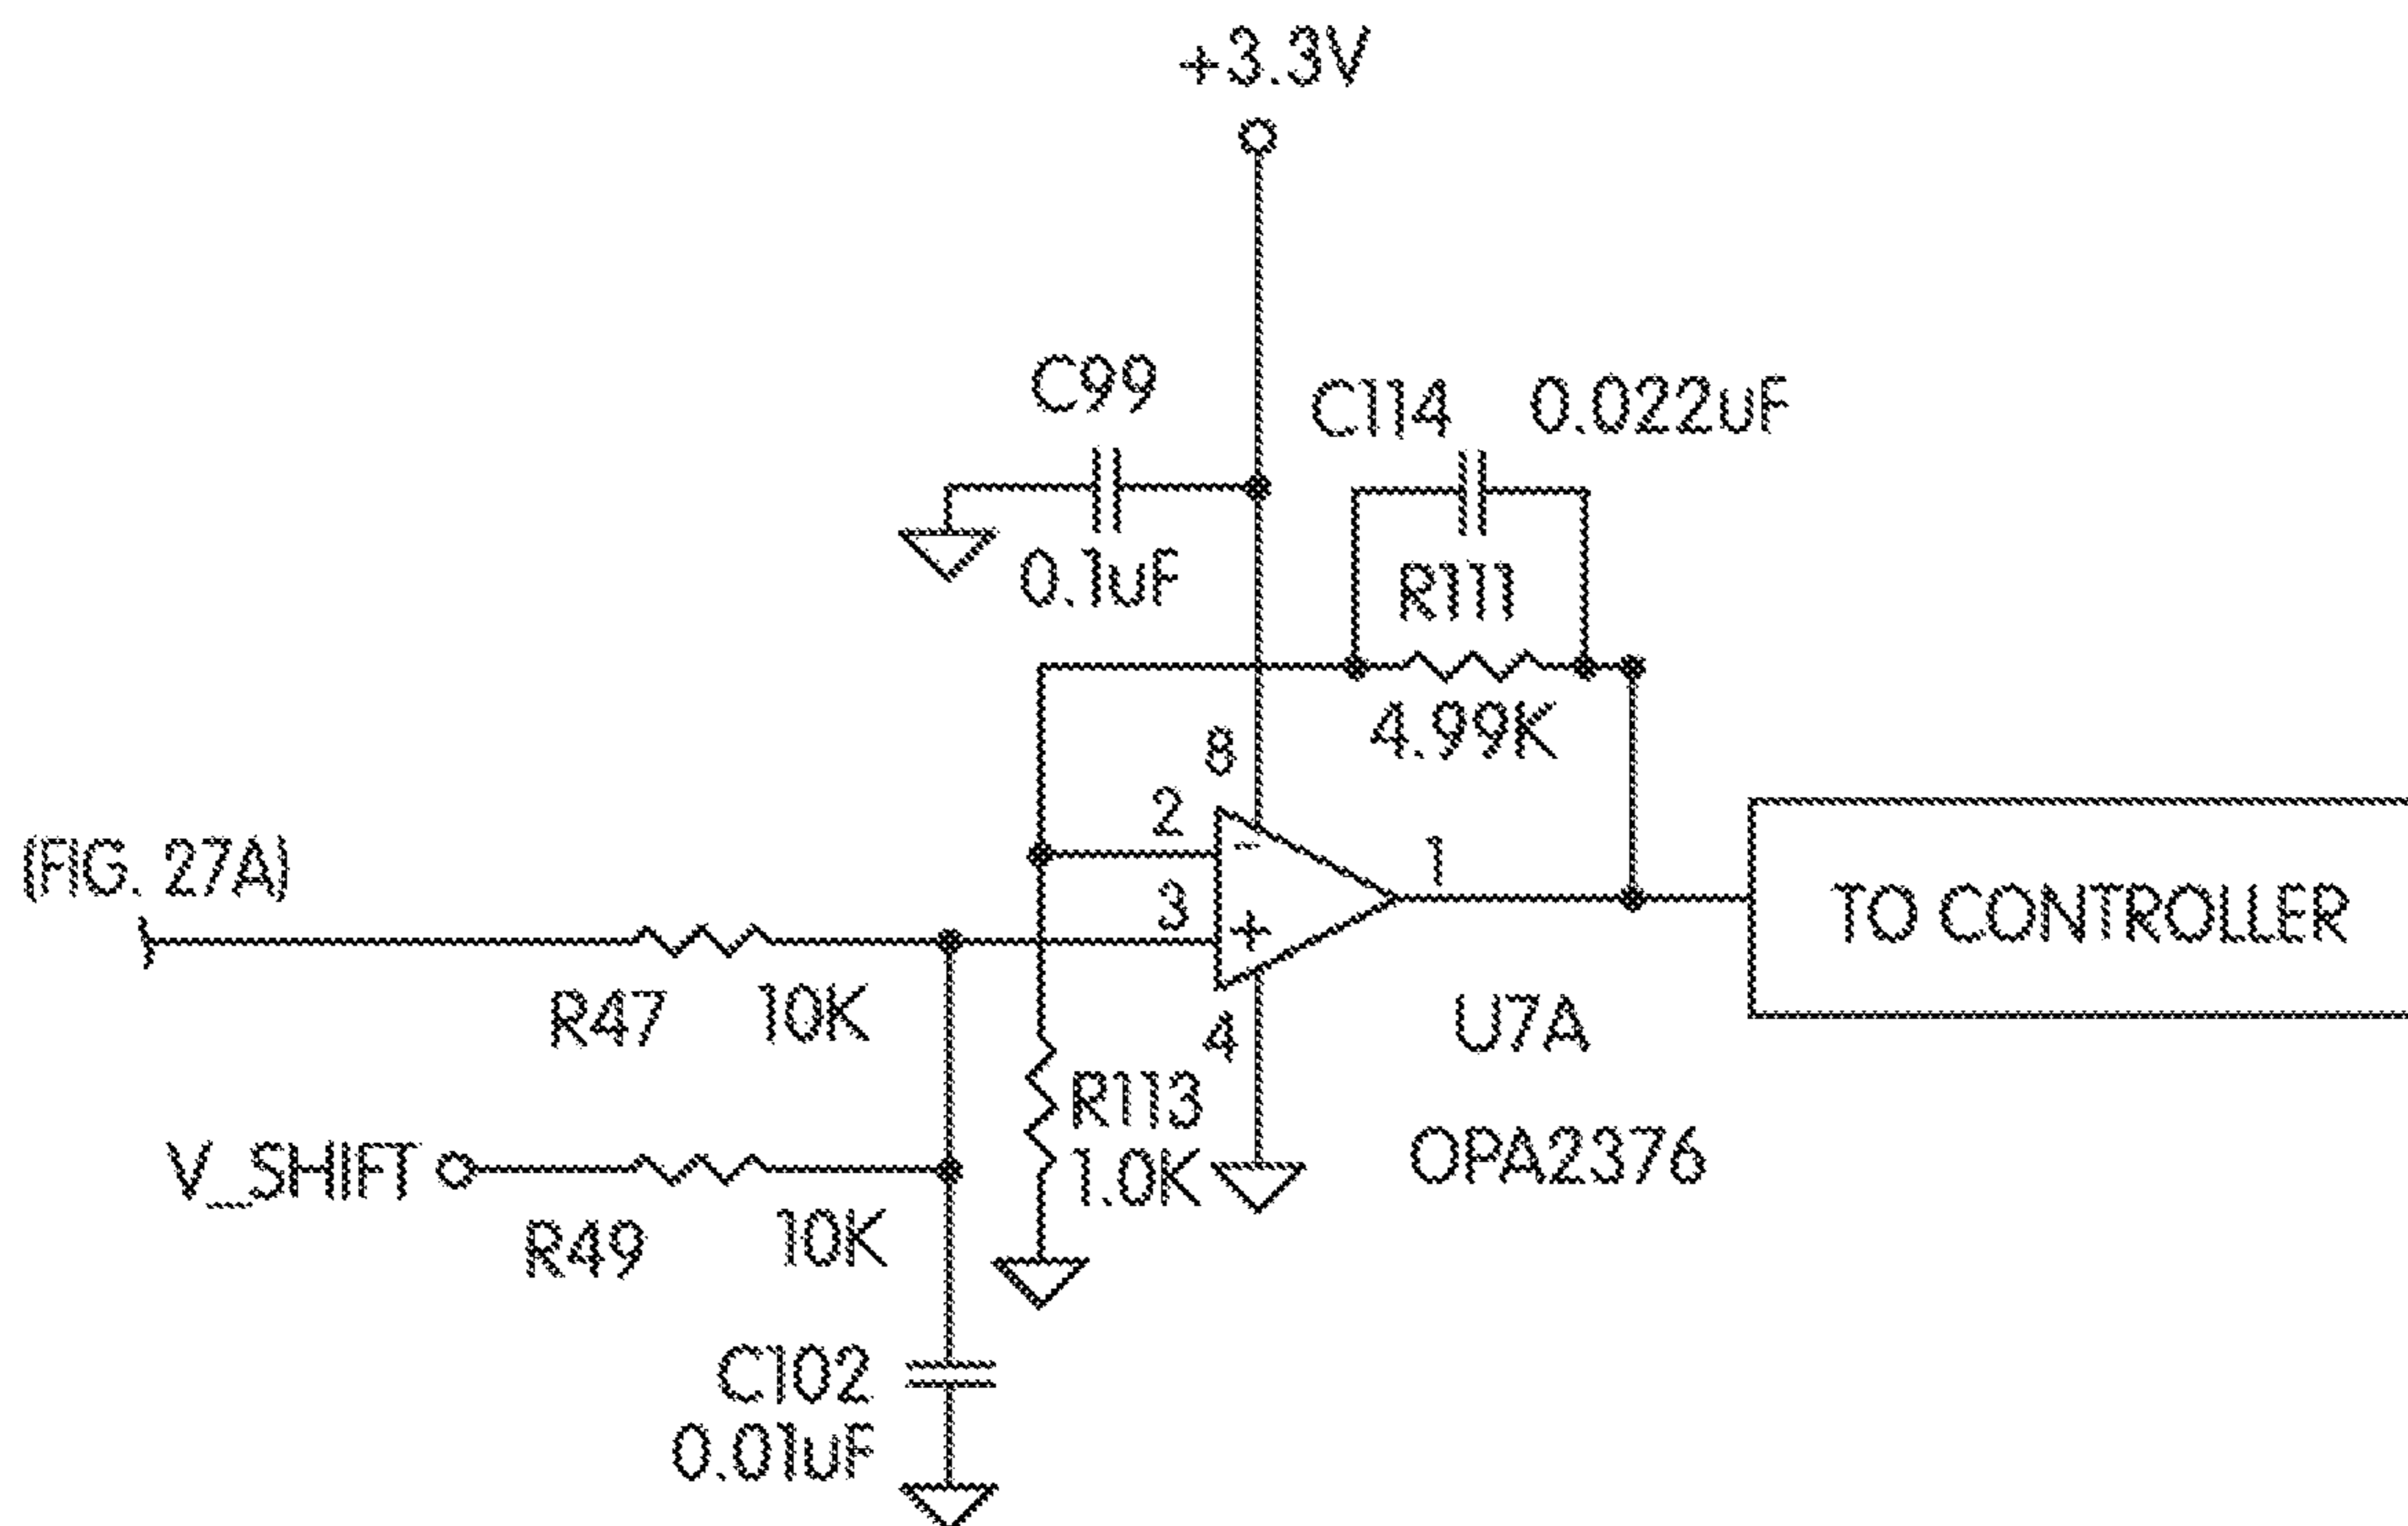 +3.3V
C99
C114 0.022uF
0.1uF
R111
4.99K
8
2
(FIG. 27A)
3
-
+
1
TO CONTROLLER
R47 10K
4
U7A
R113
1.0K
V_SHIFT
OPA2376
R49 10K
C102
0.01uF